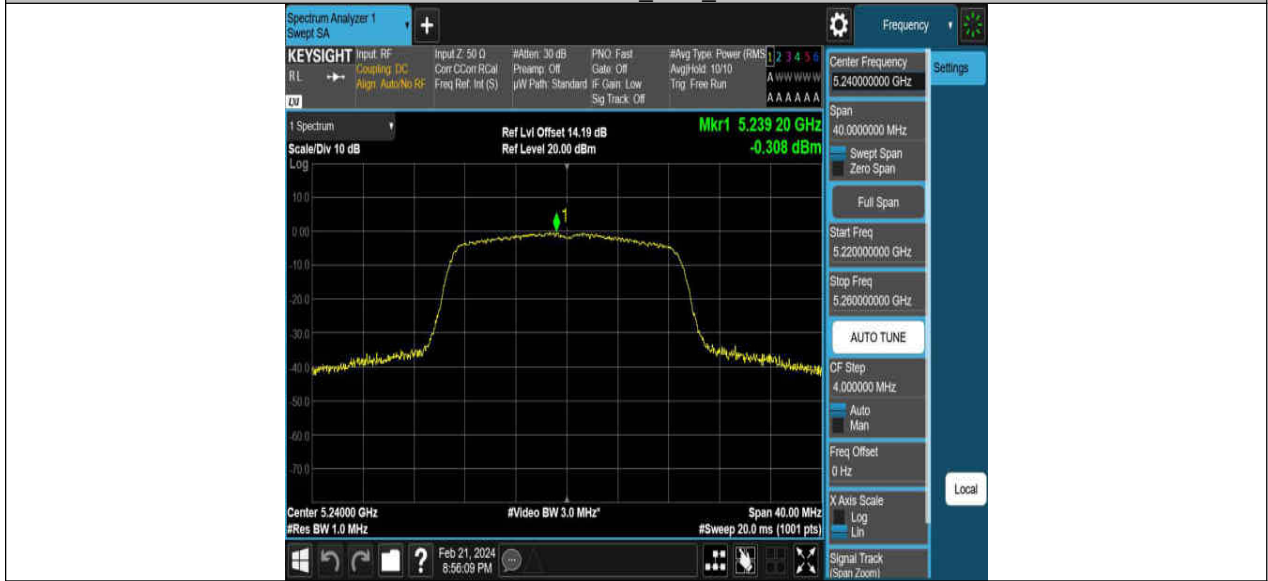 Spectrum Analyzer 1
Swept SA
+
Frequency
KEYSIGHT
RL
LXI
Input: RF
Coupling: DC
Align: Auto/No RF
Input Z: 50 Ω
Corr CCorr RCal
Freq Ref: Int (S)
#Atten: 30 dB
Preamp: Off
µW Path: Standard
PNO: Fast
Gate: Off
IF Gain: Low
Sig Track: Off
#Avg Type: Power (RMS
Avg|Hold: 10/10
Trig: Free Run
1 2 3 4 5 6
A W W W W W
A A A A A A
Center Frequency
5.240000000 GHz
Settings
Span
40.0000000 MHz
Swept Span
Zero Span
Full Span
Start Freq
5.220000000 GHz
Stop Freq
5.260000000 GHz
AUTO TUNE
CF Step
4.000000 MHz
Auto
Man
Freq Offset
0 Hz
X Axis Scale
Log
Lin
Local
Signal Track
(Span Zoom)
1 Spectrum
Scale/Div 10 dB
Log
Ref Lvl Offset 14.19 dB
Ref Level 20.00 dBm
Mkr1 5.239 20 GHz
-0.308 dBm
10.0
0.00
-10.0
-20.0
-30.0
-40.0
-50.0
-60.0
-70.0
1
Center 5.24000 GHz
#Res BW 1.0 MHz
#Video BW 3.0 MHz*
Span 40.00 MHz
#Sweep 20.0 ms (1001 pts)
?
Feb 21, 2024
8:56:09 PM